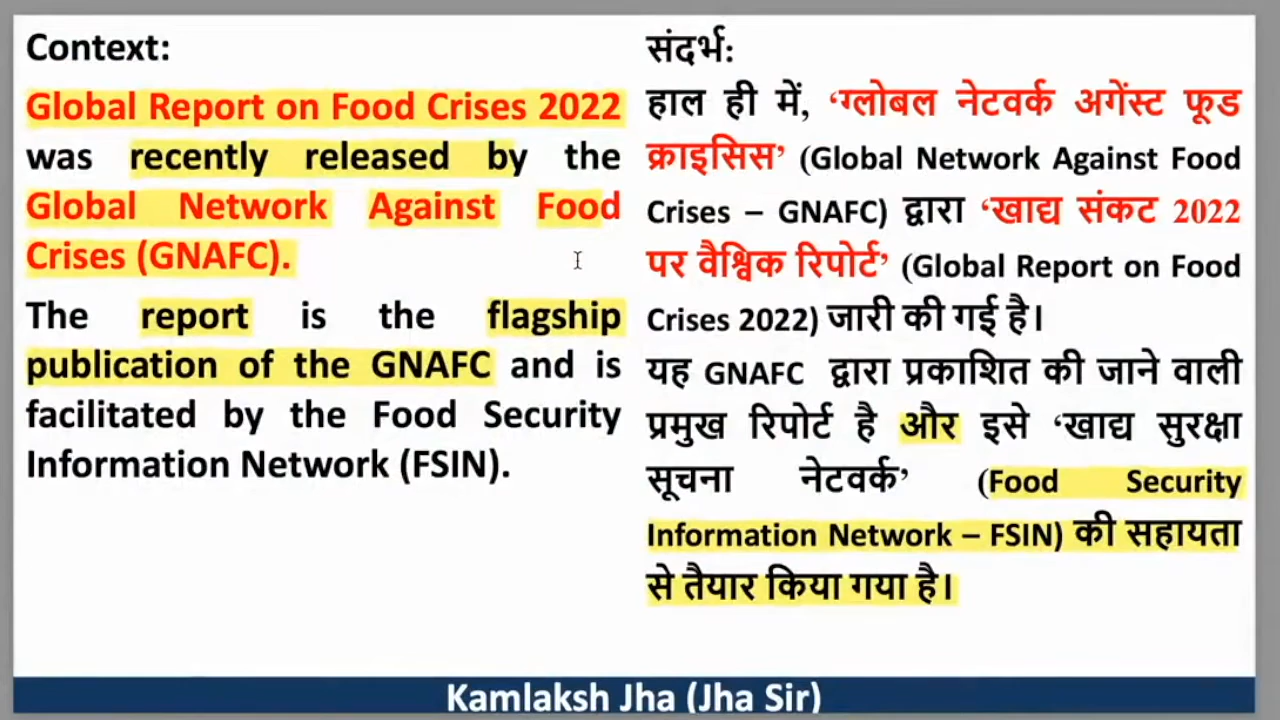 Context:
Global Report on Food Crises 2022
was recently released by the
Global Network Against Food
Crises (GNAFC).
The report is the flagship
publication of the GNAFC and is
facilitated by the Food Security
Information Network (FSIN).
संदर्भ:
हाल ही में, ‘ग्लोबल नेटवर्क अगेंस्ट फूड
क्राइसिस’ (Global Network Against Food
Crises – GNAFC) द्वारा ‘खाद्य संकट 2022
पर वैश्विक रिपोर्ट’ (Global Report on Food
Crises 2022) जारी की गई है।
यह GNAFC द्वारा प्रकाशित की जाने वाली
प्रमुख रिपोर्ट है और इसे ‘खाद्य सुरक्षा
सूचना नेटवर्क’ (Food Security
Information Network – FSIN) की सहायता
से तैयार किया गया है।
Kamlaksh Jha (Jha Sir)